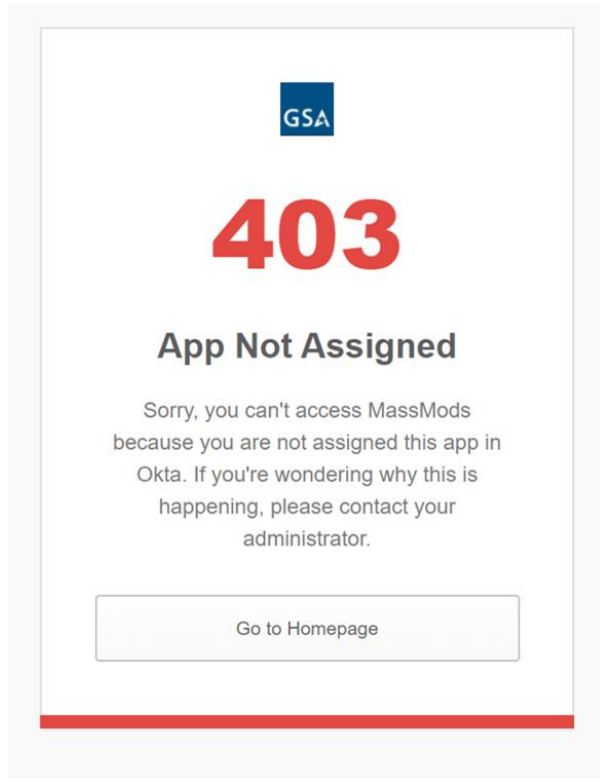 GSA
403
App Not Assigned
Sorry, you can't access MassMods
because you are not assigned this app in
Okta. If you're wondering why this is
happening, please contact your
administrator.
Go to Homepage